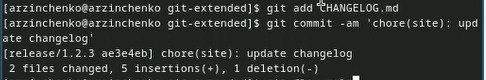 [arzinchenko@arzinchenko git-extended]$ git add CHANGELOG.md
[arzinchenko@arzinchenko git-extended]$ git commit -am 'chore(site): upd
ate changelog'
[release/1.2.3 ae3e4eb] chore(site): update changelog
2 files changed, 5 insertions(+), 1 deletion(-)